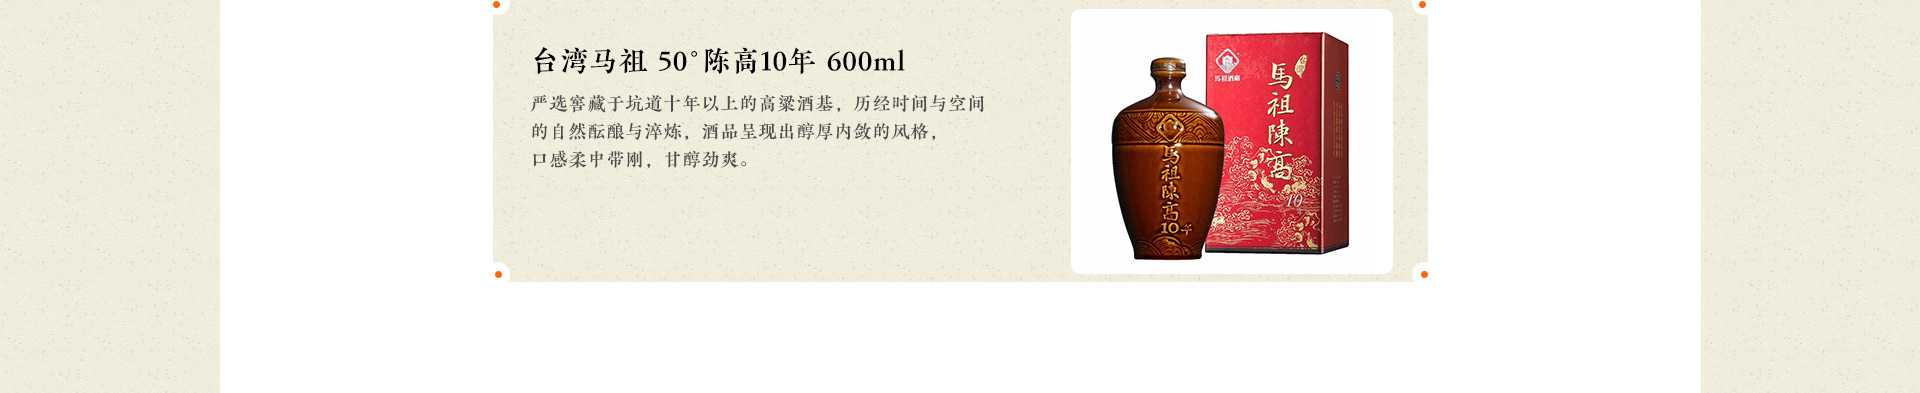 台湾马祖 50°陈高10年 600ml
严选窖藏于坑道十年以上的高粱酒基，历经时间与空间
的自然酝酿与淬炼，酒品呈现出醇厚内敛的风格，
口感柔中带刚，甘醇劲爽。
馬祖陳高
10年
馬祖酒廠
馬祖陳高
10